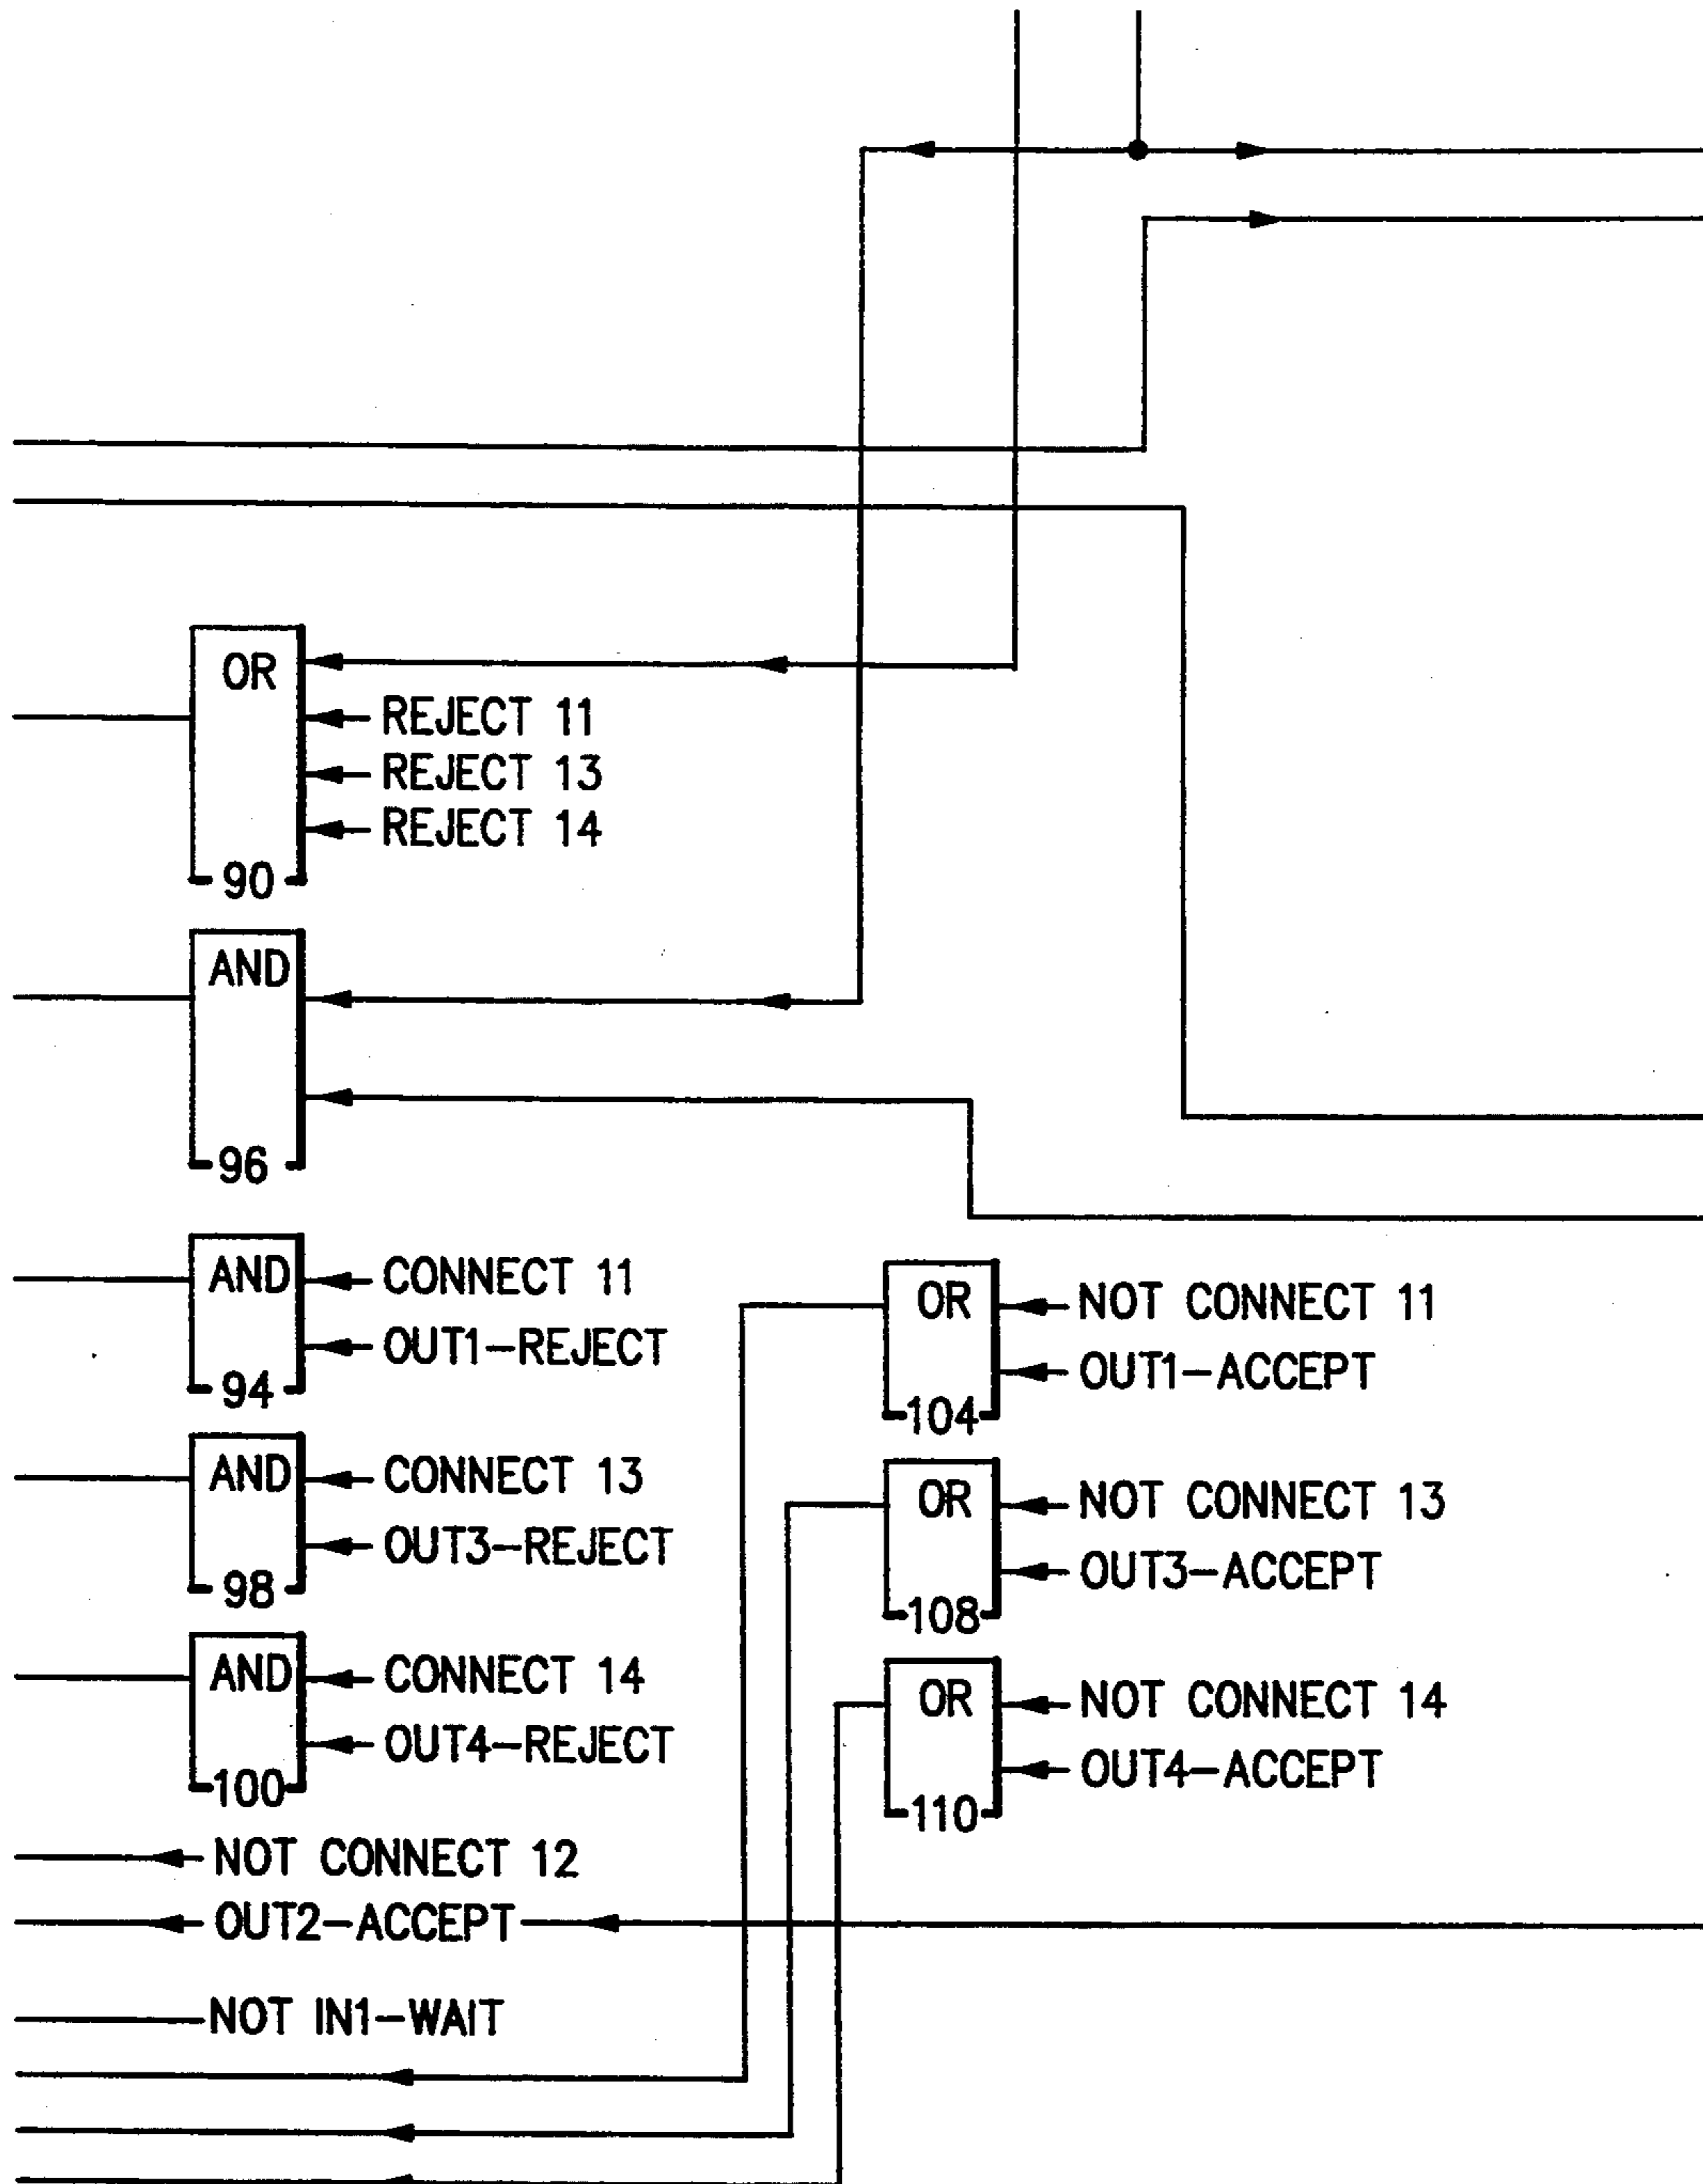 OR
REJECT 11
REJECT 13
REJECT 14
90
AND
96
AND
CONNECT 11
OUT1-REJECT
94
AND
CONNECT 13
OUT3-REJECT
98
AND
CONNECT 14
OUT4-REJECT
100
OR
NOT CONNECT 11
OUT1-ACCEPT
104
OR
NOT CONNECT 13
OUT3-ACCEPT
108
OR
NOT CONNECT 14
OUT4-ACCEPT
110
NOT CONNECT 12
OUT2-ACCEPT
NOT IN1-WAIT